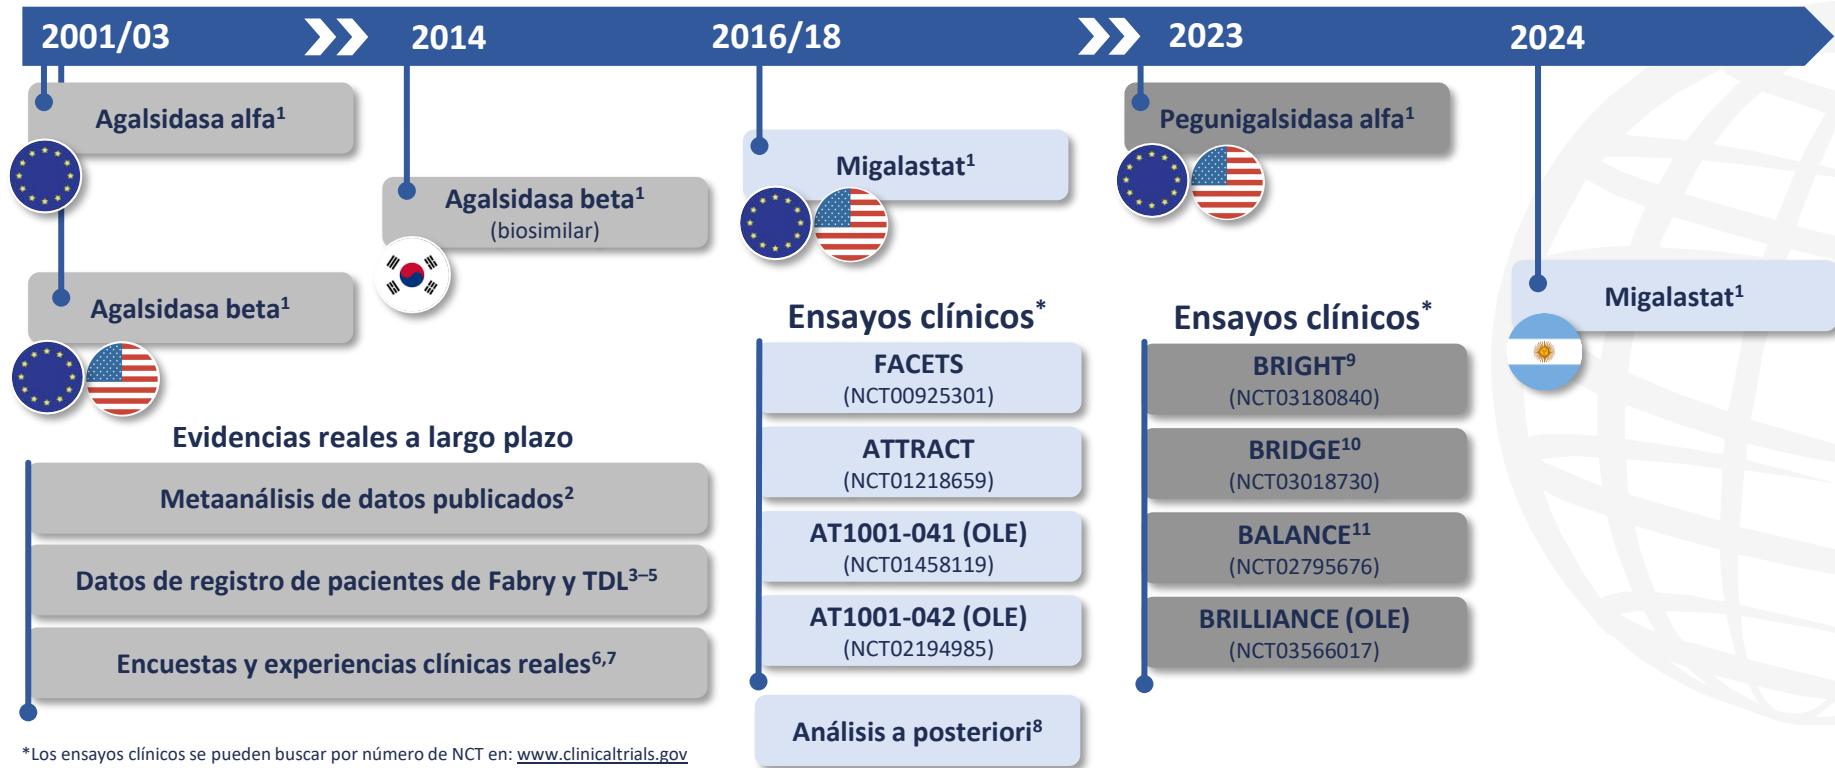 2001/03
2014
2016/18
2023
2024
Agalsidasa alfa¹
Agalsidasa beta¹
Agalsidasa beta¹
(biosimilar)
Migalastat¹
Pegunigalsidasa alfa¹
Migalastat¹
Evidencias reales a largo plazo
Metaanálisis de datos publicados²
Datos de registro de pacientes de Fabry y TDL³⁻⁵
Encuestas y experiencias clínicas reales⁶,⁷
Ensayos clínicos*
FACETS
(NCT00925301)
ATTRACT
(NCT01218659)
AT1001-041 (OLE)
(NCT01458119)
AT1001-042 (OLE)
(NCT02194985)
Análisis a posteriori⁸
Ensayos clínicos*
BRIGHT⁹
(NCT03180840)
BRIDGE¹⁰
(NCT03018730)
BALANCE¹¹
(NCT02795676)
BRILLIANCE (OLE)
(NCT03566017)
*Los ensayos clínicos se pueden buscar por número de NCT en: www.clinicaltrials.gov